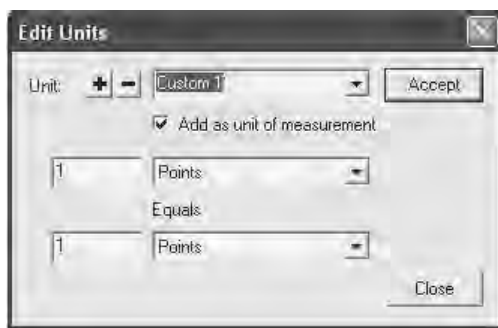 Edit Units
Unit: + - Custom 1 Accept
Add as unit of measurement
1 Points
Equals
1 Points
Close